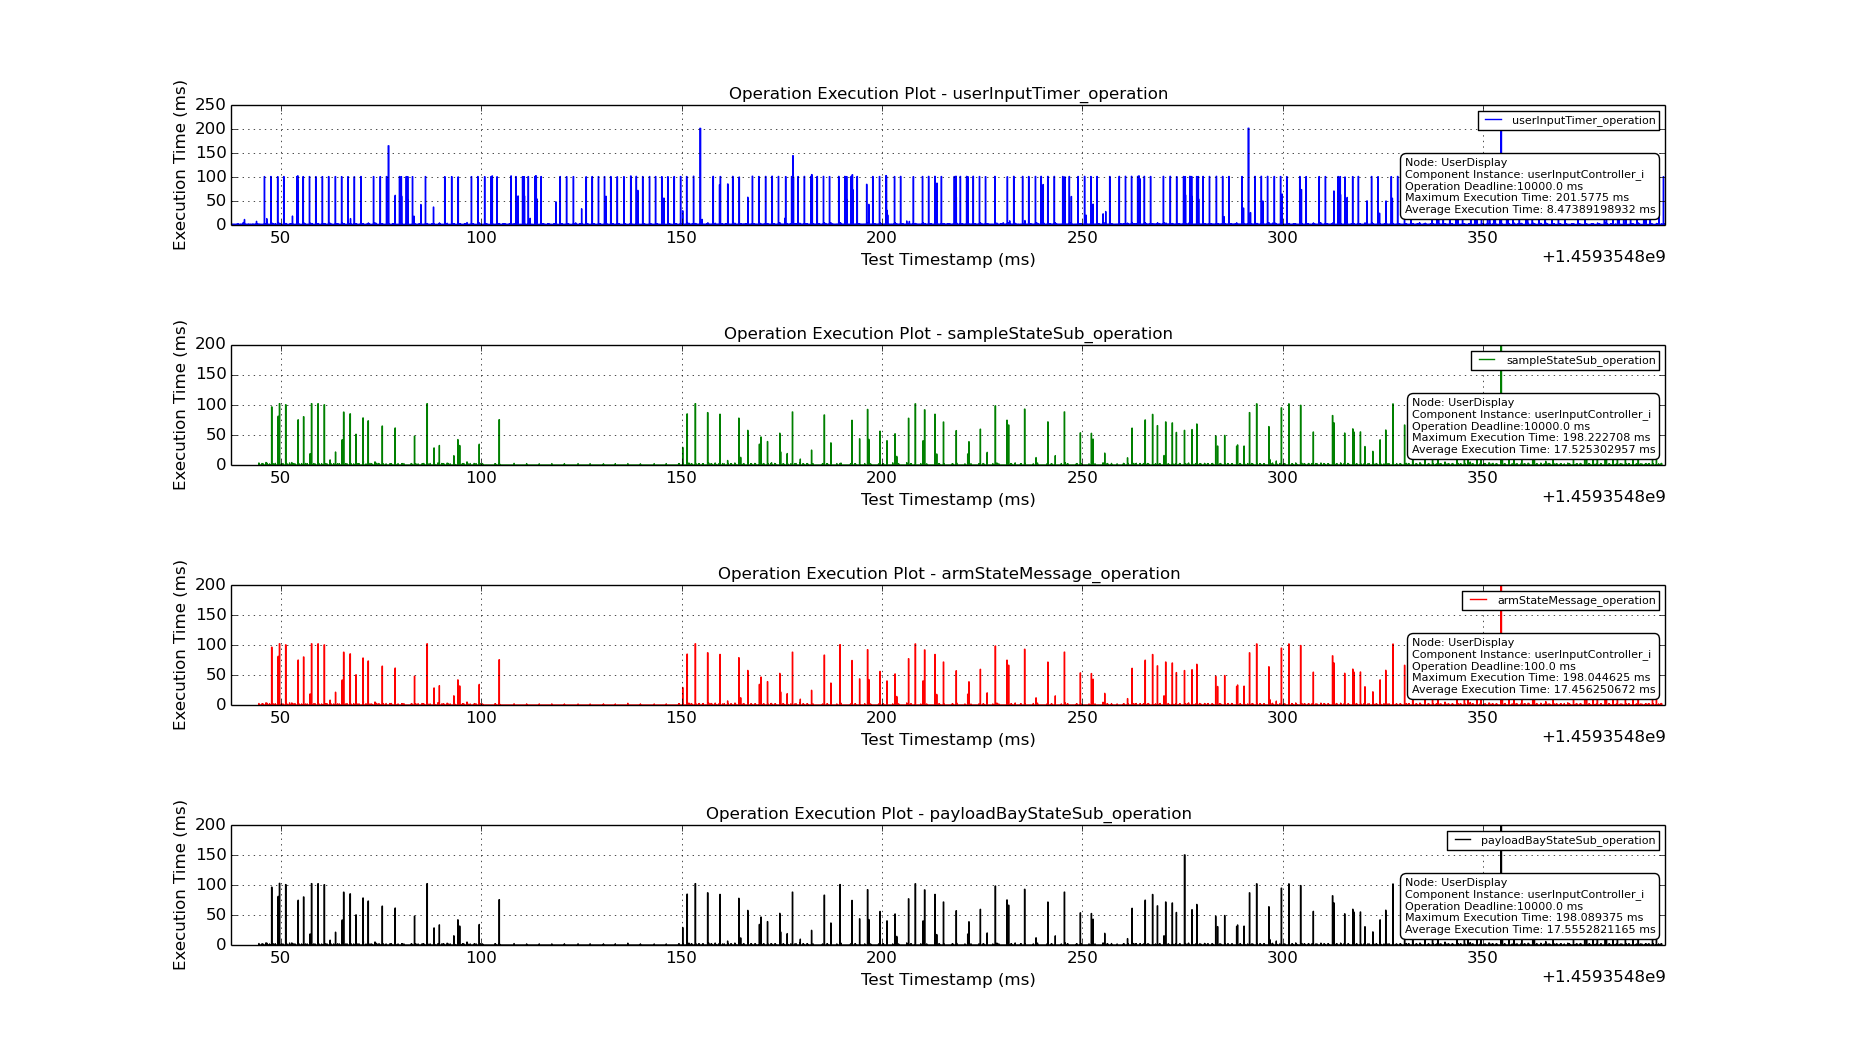 Operation Execution Plot - userInputTimer_operation
Execution Time (ms)
250
200
150
100
50
0
userInputTimer_operation
Node: UserDisplay
Component Instance: userInputController_i
Operation Deadline:10000.0 ms
Maximum Execution Time: 201.5775 ms
Average Execution Time: 8.47389198932 ms
50 100 150 200 250 300 350
+1.4593548e9
Test Timestamp (ms)
Operation Execution Plot - sampleStateSub_operation
Execution Time (ms)
200
150
100
50
0
sampleStateSub_operation
Node: UserDisplay
Component Instance: userInputController_i
Operation Deadline:10000.0 ms
Maximum Execution Time: 198.222708 ms
Average Execution Time: 17.525302957 ms
50 100 150 200 250 300 350
+1.4593548e9
Test Timestamp (ms)
Operation Execution Plot - armStateMessage_operation
Execution Time (ms)
200
150
100
50
0
armStateMessage_operation
Node: UserDisplay
Component Instance: userInputController_i
Operation Deadline:100.0 ms
Maximum Execution Time: 198.044625 ms
Average Execution Time: 17.456250672 ms
50 100 150 200 250 300 350
+1.4593548e9
Test Timestamp (ms)
Operation Execution Plot - payloadBayStateSub_operation
Execution Time (ms)
200
150
100
50
0
payloadBayStateSub_operation
Node: UserDisplay
Component Instance: userInputController_i
Operation Deadline:10000.0 ms
Maximum Execution Time: 198.089375 ms
Average Execution Time: 17.5552821165 ms
50 100 150 200 250 300 350
+1.4593548e9
Test Timestamp (ms)